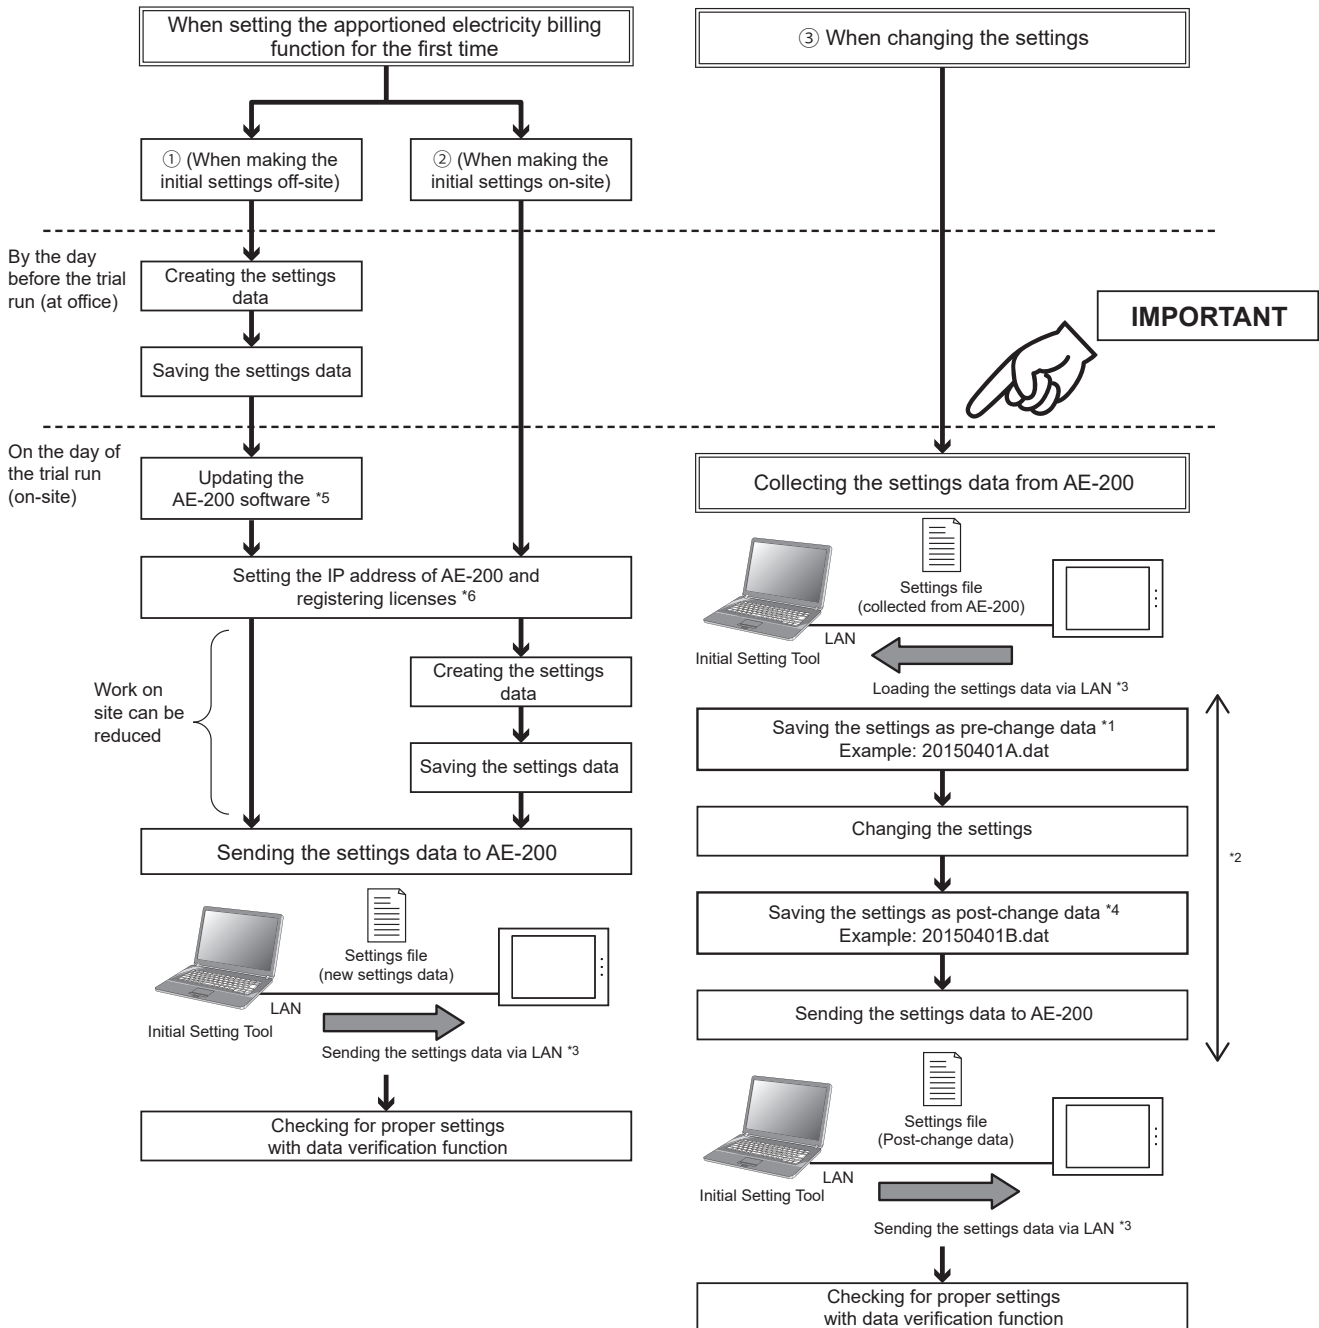 When setting the apportioned electricity billing
function for the first time
③ When changing the settings
① (When making the
initial settings off-site)
② (When making the
initial settings on-site)
By the day
before the trial
run (at office)
Creating the settings
data
Saving the settings data
IMPORTANT
On the day of
the trial run
(on-site)
Updating the
AE-200 software *5
Setting the IP address of AE-200 and
registering licenses *6
Work on
site can be
reduced
Creating the settings
data
Saving the settings data
Sending the settings data to AE-200
Settings file
(new settings data)
LAN
Initial Setting Tool
Sending the settings data via LAN *3
Checking for proper settings
with data verification function
Collecting the settings data from AE-200
Settings file
(collected from AE-200)
LAN
Initial Setting Tool
Loading the settings data via LAN *3
Saving the settings as pre-change data *1
Example: 20150401A.dat
Changing the settings
*2
Saving the settings as post-change data *4
Example: 20150401B.dat
Sending the settings data to AE-200
Settings file
(Post-change data)
LAN
Initial Setting Tool
Sending the settings data via LAN *3
Checking for proper settings
with data verification function